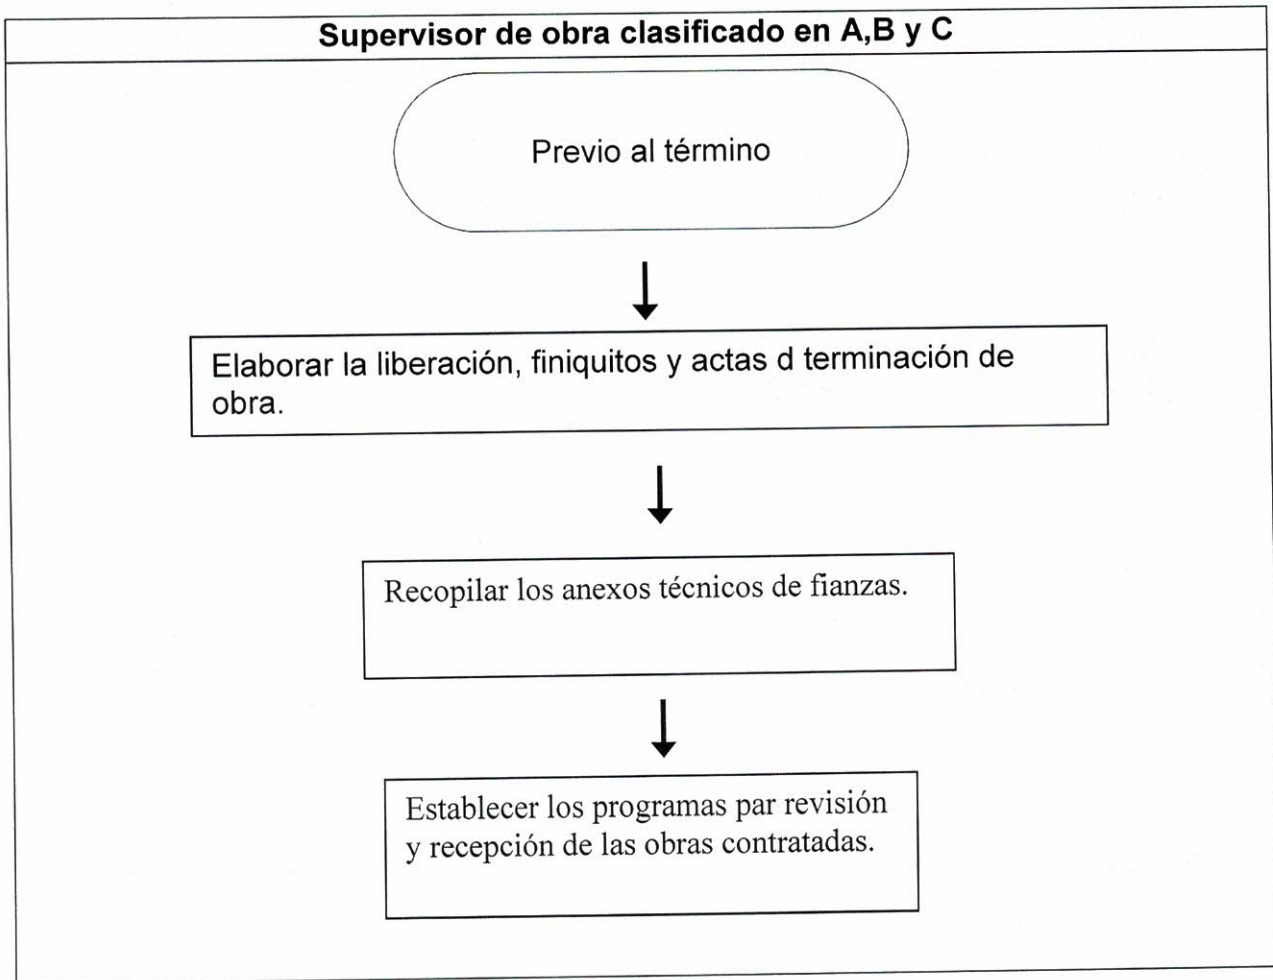 Supervisor de obra clasificado en A,B y C
Previo al término
Elaborar la liberación, finiquitos y actas d terminación de
obra.
Recopilar los anexos técnicos de fianzas.
Establecer los programas par revisión
y recepción de las obras contratadas.